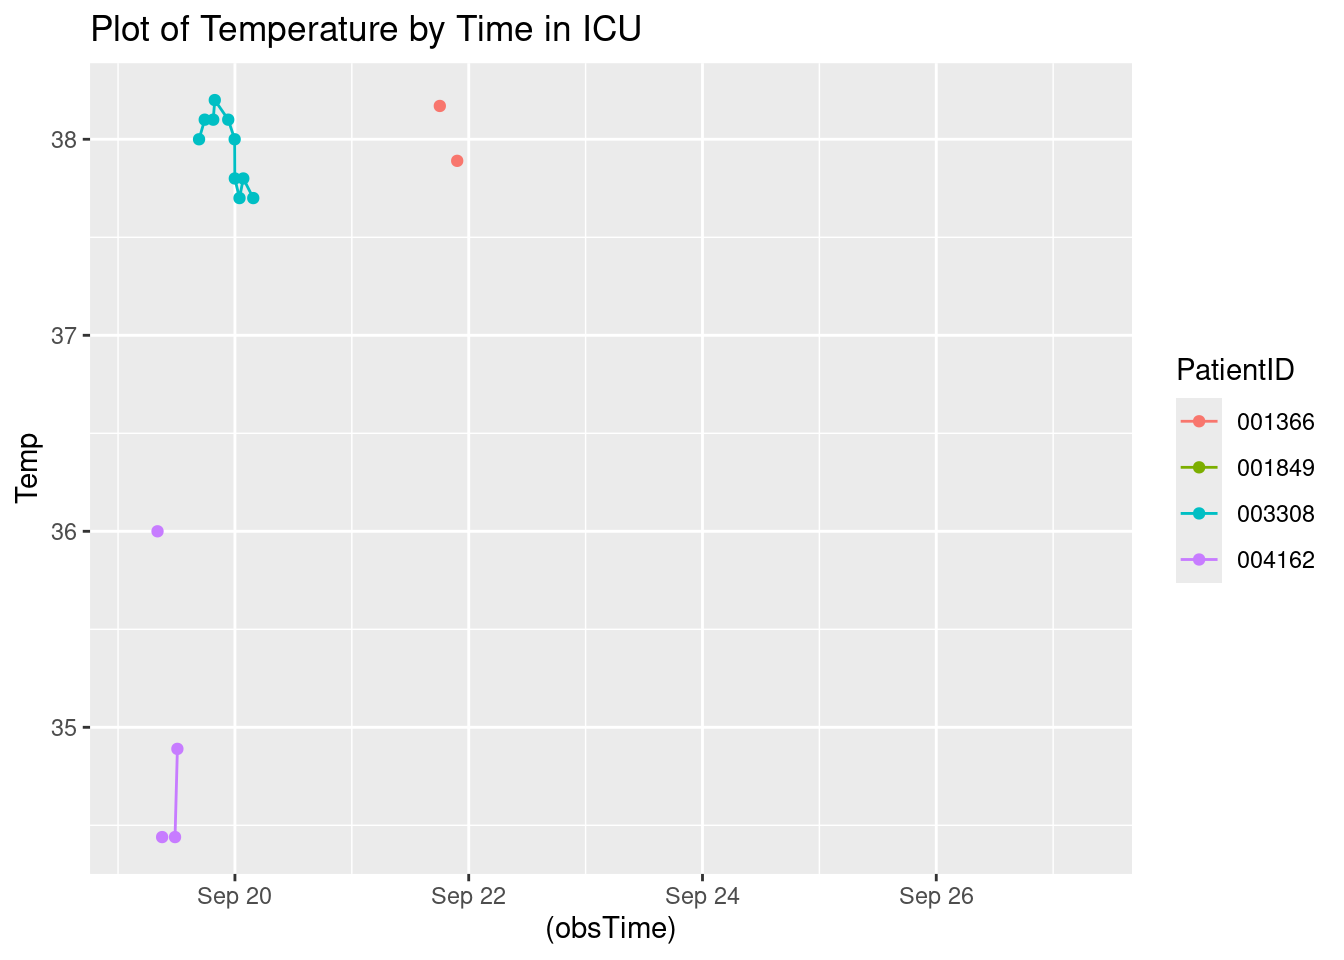 Plot of Temperature by Time in ICU
38
37
36
35
Temp
Sep 20 Sep 22 Sep 24 Sep 26
(obsTime)
PatientID
001366
001849
003308
004162